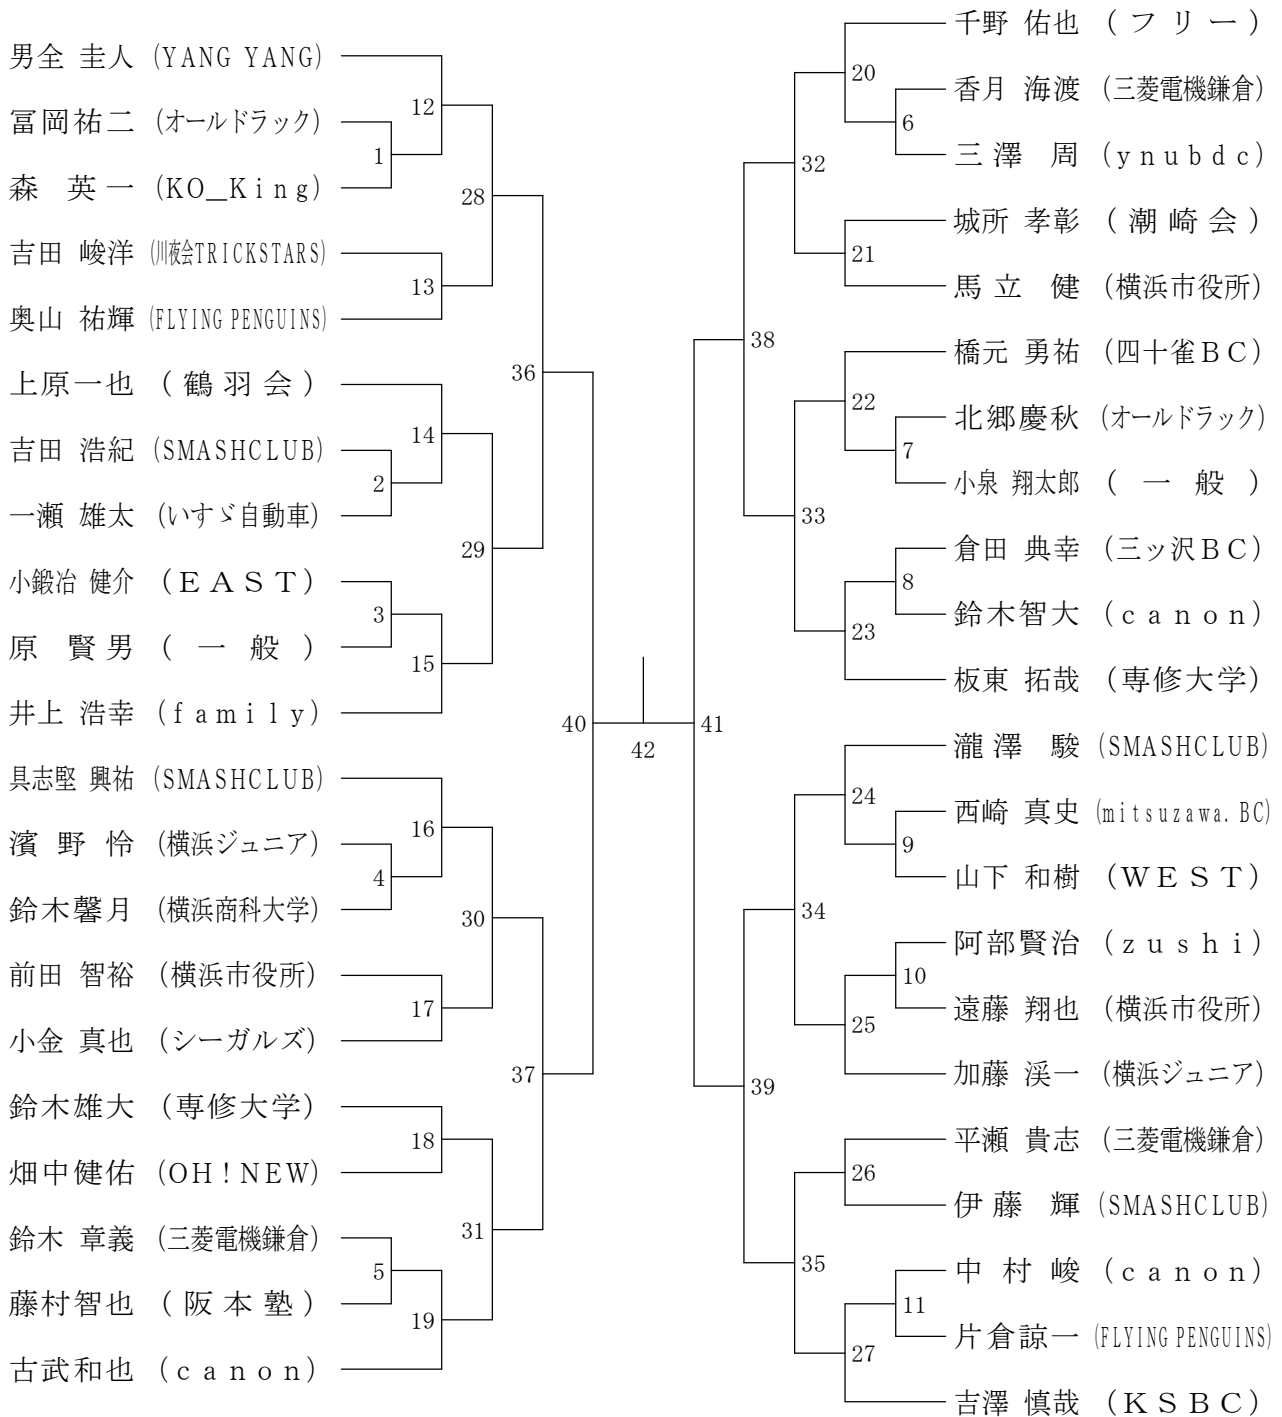 男全 圭人 (YANG YANG)
冨岡祐二 (オールドラック)
森 英一 (KO_King)
吉田 峻洋 (川夜会TRICKSTARS)
奥山 祐輝 (FLYING PENGUINS)
上原一也 (鶴羽会)
吉田 浩紀 (SMASHCLUB)
一瀬 雄太 (いすゞ自動車)
小鍛冶 健介 (EAST)
原 賢男 (一般)
井上 浩幸 (family)
具志堅 興祐 (SMASHCLUB)
濱野 怜 (横浜ジュニア)
鈴木馨月 (横浜商科大学)
前田 智裕 (横浜市役所)
小金 真也 (シーガルズ)
鈴木雄大 (専修大学)
畑中健佑 (OH!NEW)
鈴木 章義 (三菱電機鎌倉)
藤村智也 (阪本塾)
古武和也 (canon)
1
2
3
4
5
12
13
14
15
16
17
18
19
28
29
30
31
36
37
40
42
41
38
39
32
33
34
35
20
21
22
23
24
25
26
27
6
7
8
9
10
11
千野 佑也 (フリー)
香月 海渡 (三菱電機鎌倉)
三澤 周 (ynubdc)
城所 孝彰 (潮崎会)
馬立 健 (横浜市役所)
橋元 勇祐 (四十雀BC)
北郷慶秋 (オールドラック)
小泉 翔太郎 (一般)
倉田 典幸 (三ッ沢BC)
鈴木智大 (canon)
板東 拓哉 (専修大学)
瀧澤 駿 (SMASHCLUB)
西崎 真史 (mitsuzawa.BC)
山下 和樹 (WEST)
阿部賢治 (zushi)
遠藤 翔也 (横浜市役所)
加藤 渓一 (横浜ジュニア)
平瀬 貴志 (三菱電機鎌倉)
伊藤 輝 (SMASHCLUB)
中村 峻 (canon)
片倉諒一 (FLYING PENGUINS)
吉澤 慎哉 (KSBC)